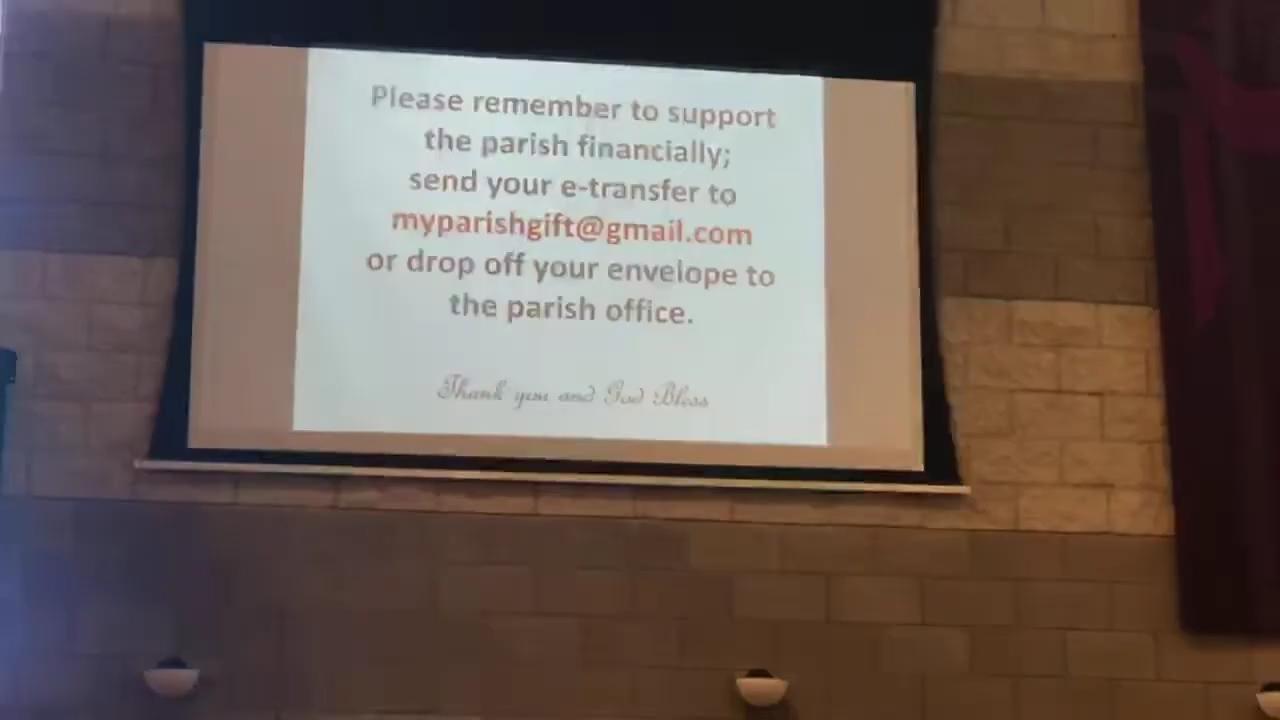 Please remember to support
the parish financially;
send your e-transfer to
myparishgift@gmail.com
or drop off your envelope to
the parish office.
Thank you and God Bless